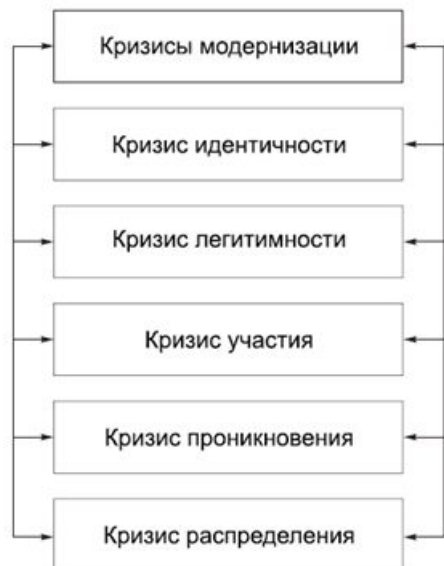 Кризисы модернизации
Кризис идентичности
Кризис легитимности
Кризис участия
Кризис проникновения
Кризис распределения